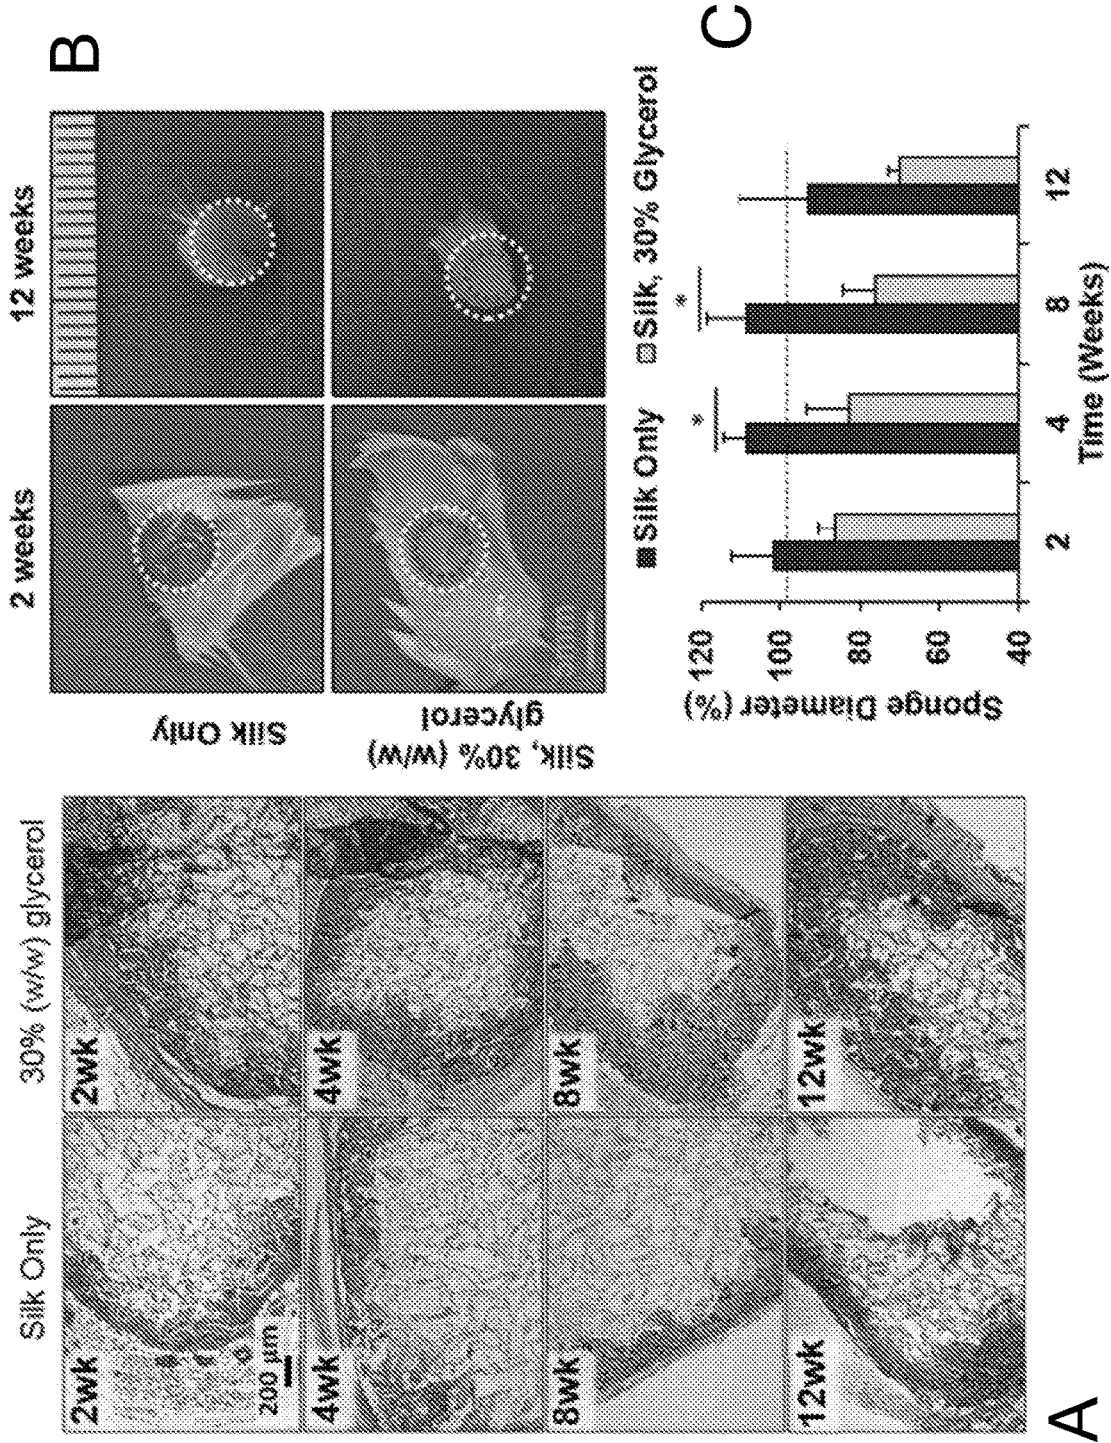 A
Silk Only
30% (w/w) glycerol
2wk
2wk
200 µm
4wk
4wk
8wk
8wk
12wk
12wk
B
2 weeks
12 weeks
Silk Only
Silk, 30% (w/w)
glycerol
C
Silk Only
Silk, 30% Glycerol
Sponge Diameter (%)
120
100
80
60
40
*
*
2
4
8
12
Time (Weeks)